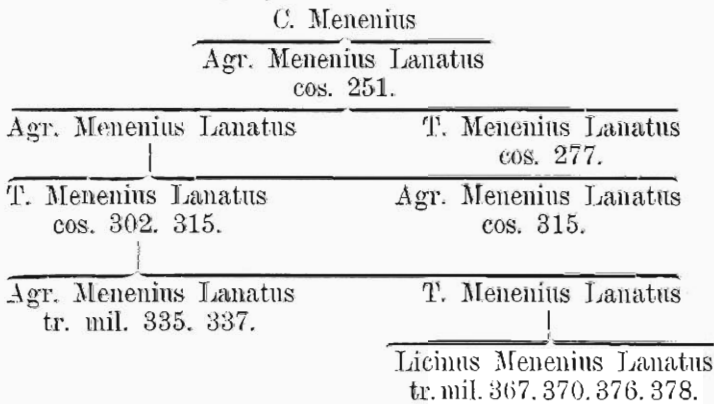 C. Menenius
Agr. Menenius Lanatus
cos. 251.
Agr. Menenius Lanatus T. Menenius Lanatus
cos. 277.
T. Menenius Lanatus Agr. Menenius Lanatus
cos. 302. 315. cos. 315.
Agr. Menenius Lanatus T. Menenius Lanatus
tr. mil. 335. 337.
Licinus Menenius Lanatus
tr. mil. 367. 370. 376. 378.